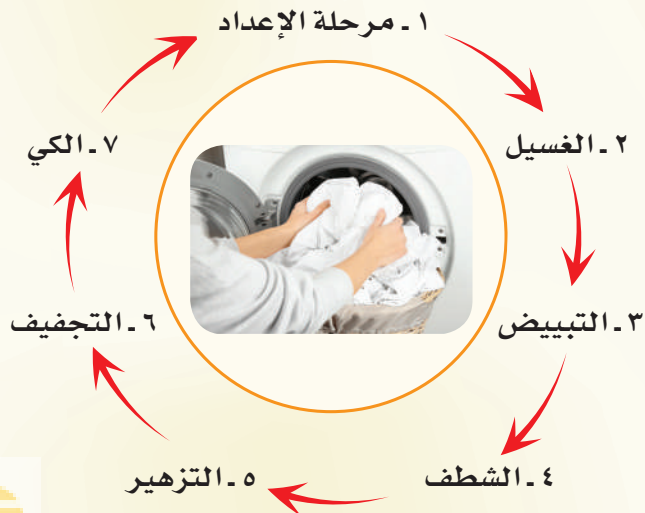 ١ ـ مرحلة الإعداد
٢ ـ الغسيل
٣ ـ التبييض
٤ ـ الشطف
٥ ـ التزهير
٦ ـ التجفيف
٧ ـ الكي